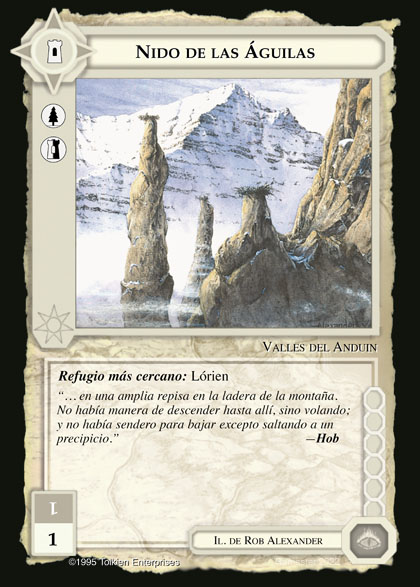 Nido de las Águilas
Valles del Anduin
Refugio más cercano: Lórien
“… en una amplia repisa en la ladera de la montaña.
No había manera de descender hasta allí, sino volando;
y no había sendero para bajar excepto saltando a un
precipicio.” —Hob
1
1
Il. de Rob Alexander
©1995 Tolkien Enterprises